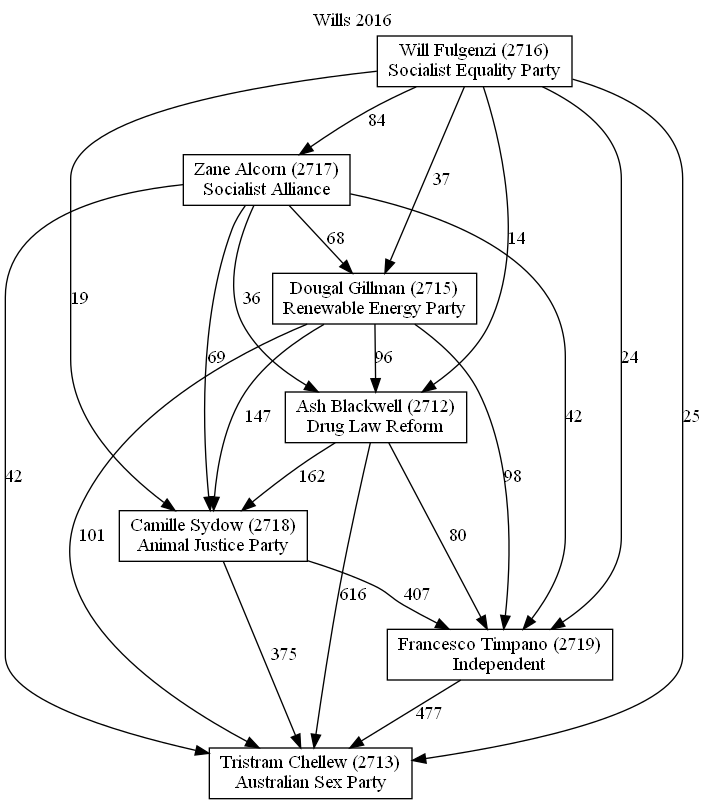 Wills 2016
Will Fulgenzi (2716)
Socialist Equality Party
84
Zane Alcorn (2717)
Socialist Alliance
37
14
68
Dougal Gillman (2715)
Renewable Energy Party
19
36
69
96
24
25
147
Ash Blackwell (2712)
Drug Law Reform
42
42
162
98
101
80
Camille Sydow (2718)
Animal Justice Party
616
407
375
Francesco Timpano (2719)
Independent
477
Tristram Chellew (2713)
Australian Sex Party